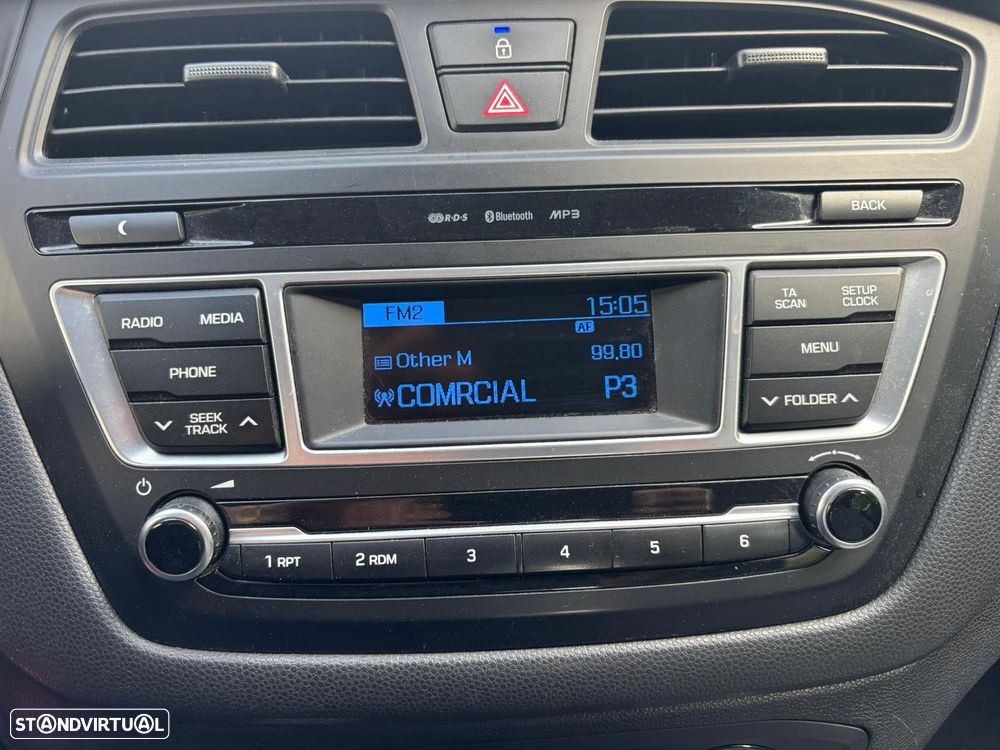 R·D·S Bluetooth MP3
BACK
RADIO MEDIA
PHONE
SEEK
TRACK
FM2 15:05
AF
Other M 99.80
COMRCIAL P3
TA
SCAN
SETUP
CLOCK
MENU
FOLDER
1 RPT 2 RDM 3 4 5 6
STANDVIRTUAL